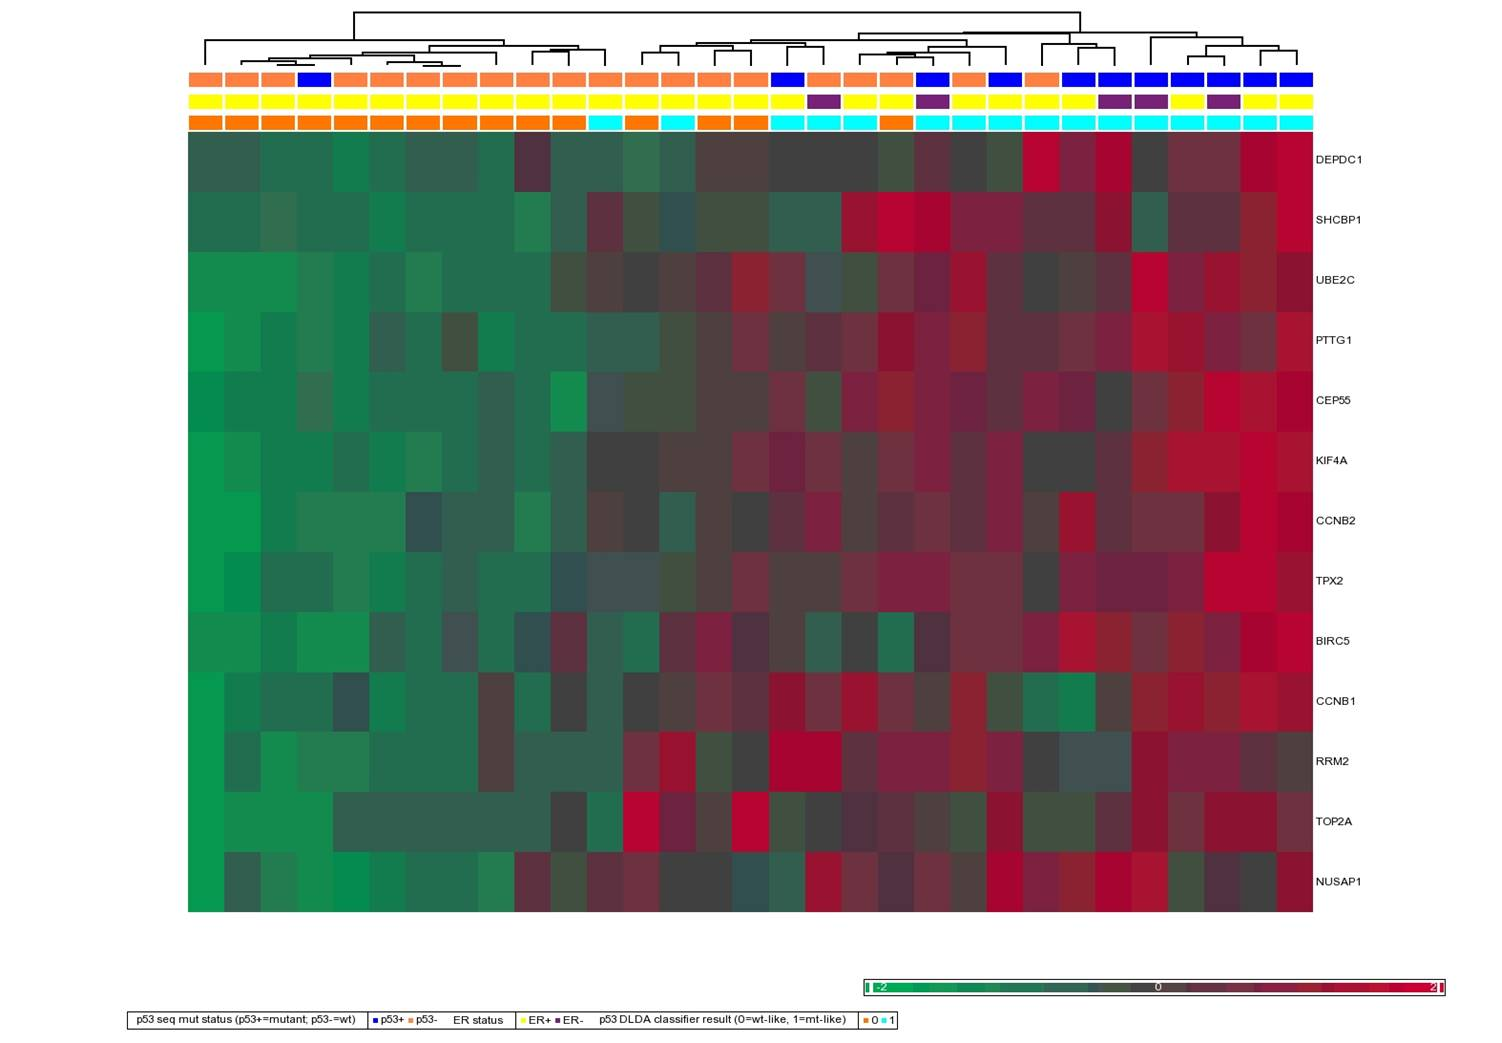 DEPDC1
SHCBP1
UBE2C
PTTG1
CEP55
KIF4A
CCNB2
TPX2
BIRC5
CCNB1
RRM2
TOP2A
NUSAP1
-2 0 2
p53 seq mut status (p53+=mutant; p53-=wt) p53+ p53- ER status ER+ ER- p53 DLDA classifier result (0=wt-like, 1=mt-like) 0 1